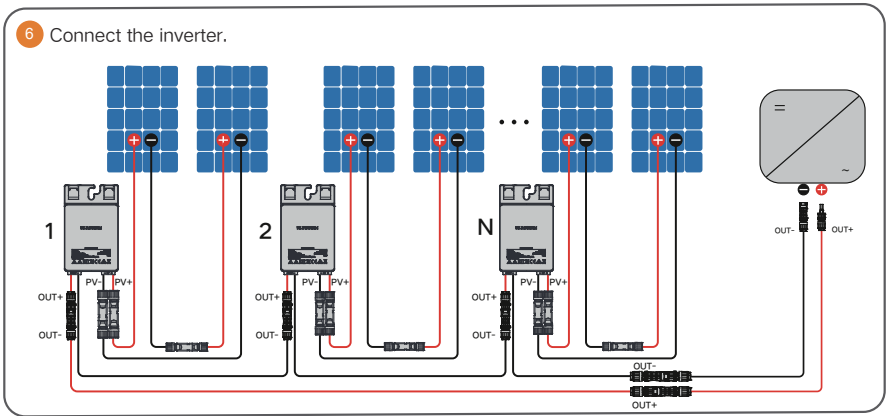 6 Connect the inverter.
1
2
N
PV- PV+
PV- PV+
PV- PV+
OUT+
OUT-
OUT+
OUT-
OUT+
OUT-
OUT- OUT+
OUT-
OUT+